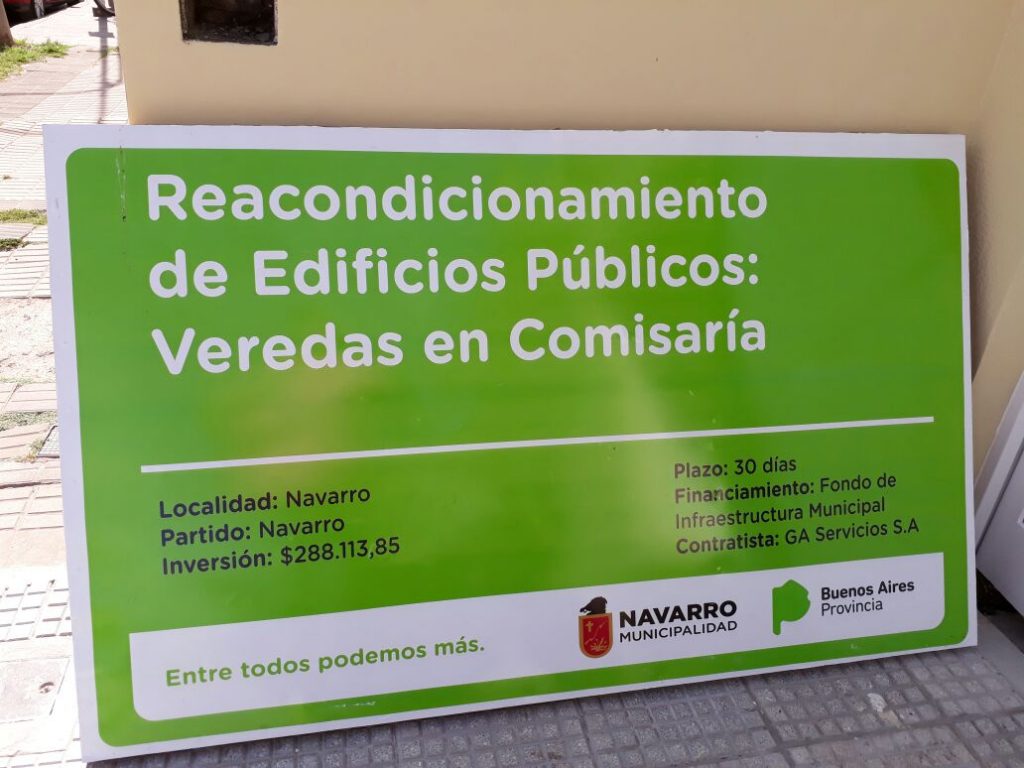 Reacondicionamiento
de Edificios Públicos:
Veredas en Comisaría
Localidad: Navarro
Partido: Navarro
Inversión: $288.113,85
Plazo: 30 días
Financiamiento: Fondo de
Infraestructura Municipal
Contratista: GA Servicios S.A
Entre todos podemos más.
NAVARRO
MUNICIPALIDAD
Buenos Aires
Provincia